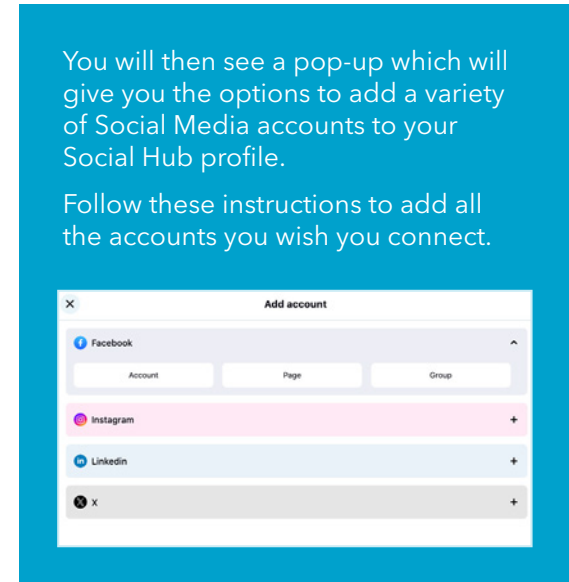 You will then see a pop-up which will
give you the options to add a variety
of Social Media accounts to your
Social Hub profile.
Follow these instructions to add all
the accounts you wish you connect.
Add account
Facebook
Account Page Group
Instagram
Linkedin
X